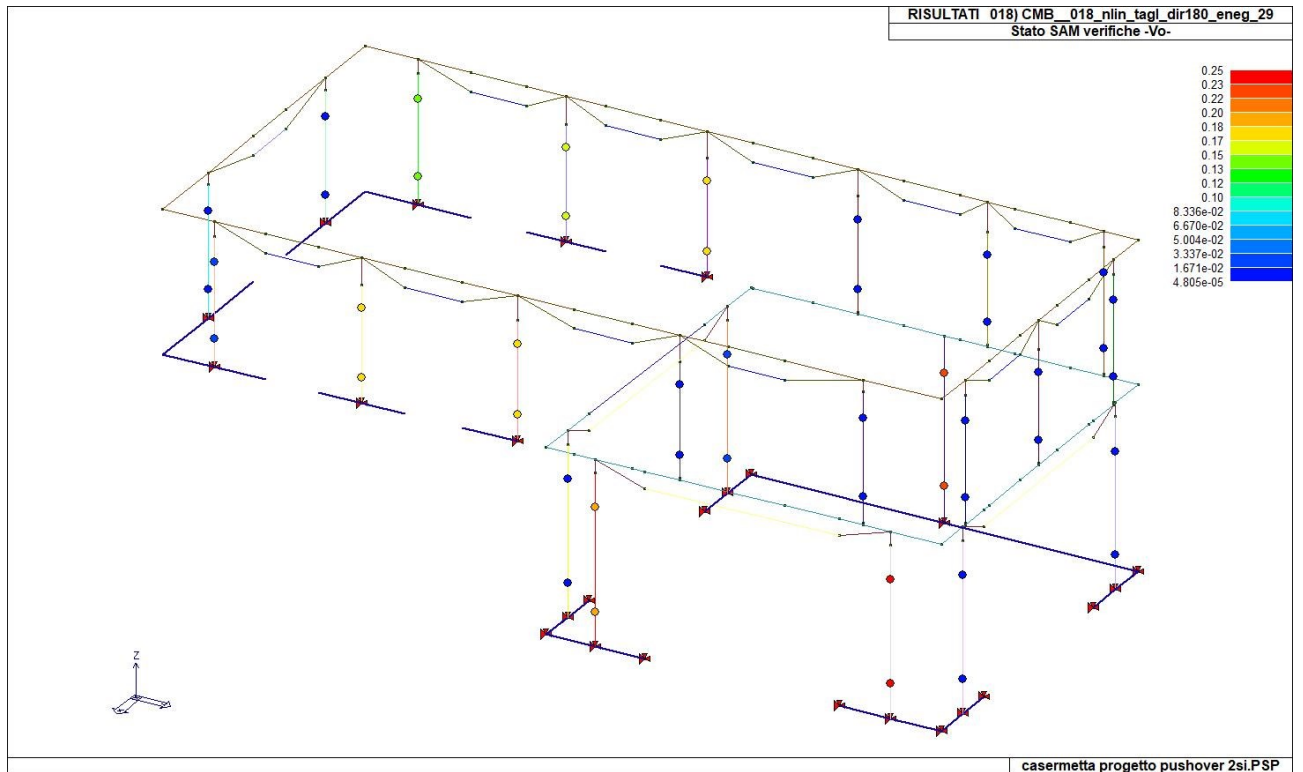 RISULTATI 018) CMB__018_nlin_tagl_dir180_eneg_29
Stato SAM verifiche -Vo-
0.25
0.23
0.22
0.20
0.18
0.17
0.15
0.13
0.12
0.10
8.336e-02
6.670e-02
5.004e-02
3.337e-02
1.671e-02
4.805e-05
Z
casermetta progetto pushover 2si.PSP